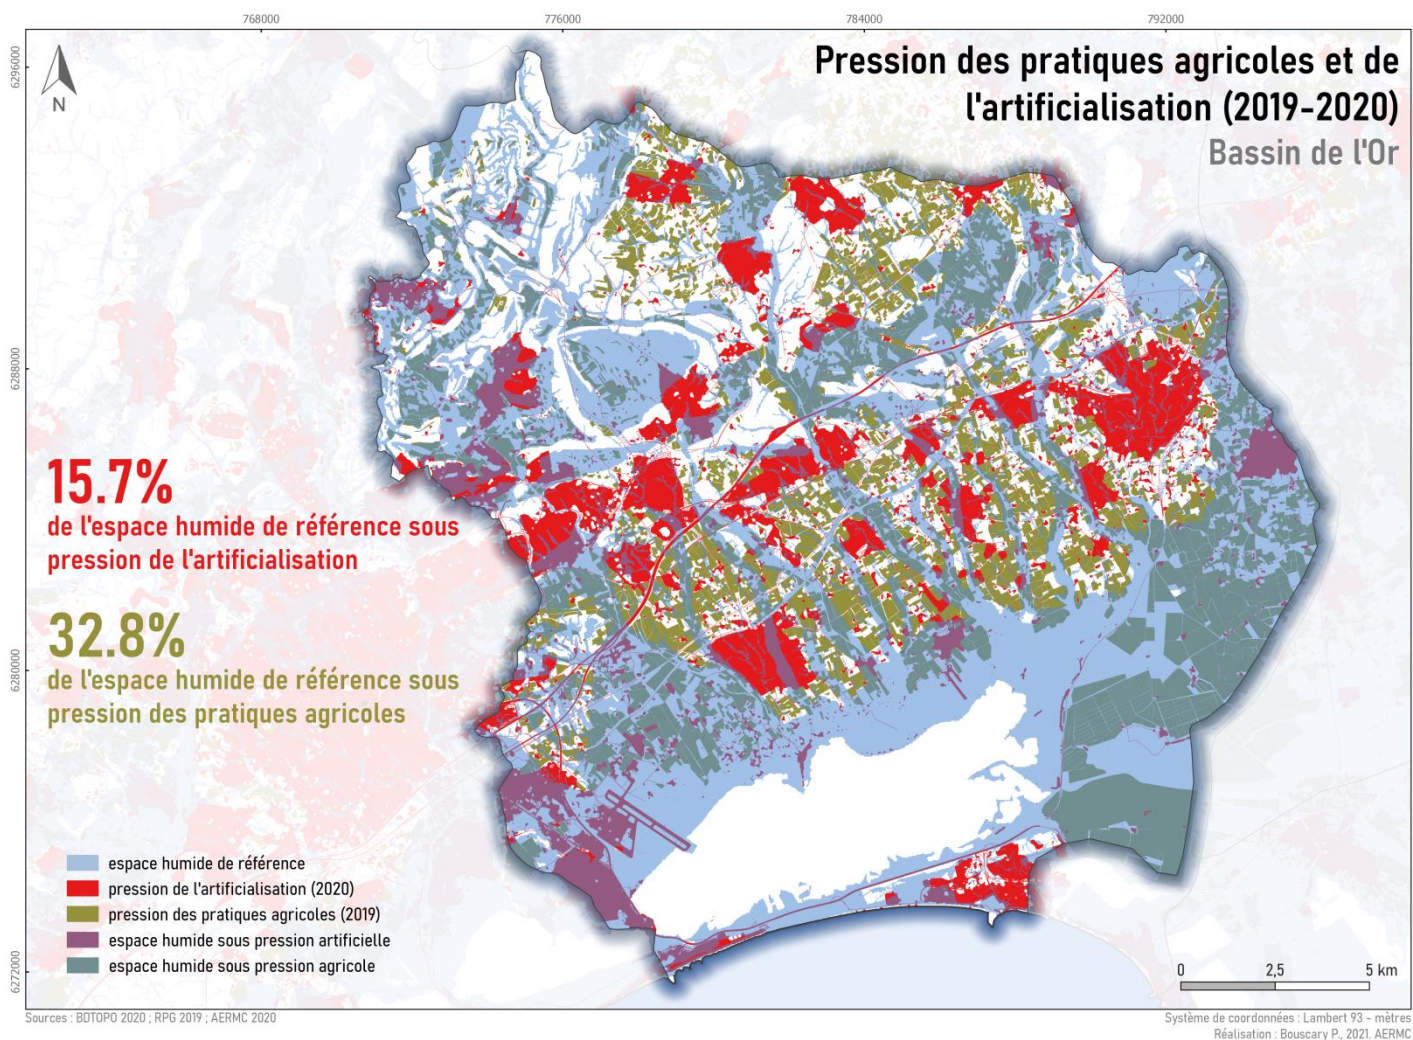 768000
776000
784000
792000
6296000
6288000
6280000
6272000
N
Pression des pratiques agricoles et de
l'artificialisation (2019-2020)
Bassin de l'Or
15.7%
de l'espace humide de référence sous
pression de l'artificialisation
32.8%
de l'espace humide de référence sous
pression des pratiques agricoles
espace humide de référence
pression de l'artificialisation (2020)
pression des pratiques agricoles (2019)
espace humide sous pression artificielle
espace humide sous pression agricole
0 2,5 5 km
Sources : BDTOPO 2020 ; RPG 2019 ; AERMC 2020
Système de coordonnées : Lambert 93 - mètres
Réalisation : Bouscary P., 2021. AERMC